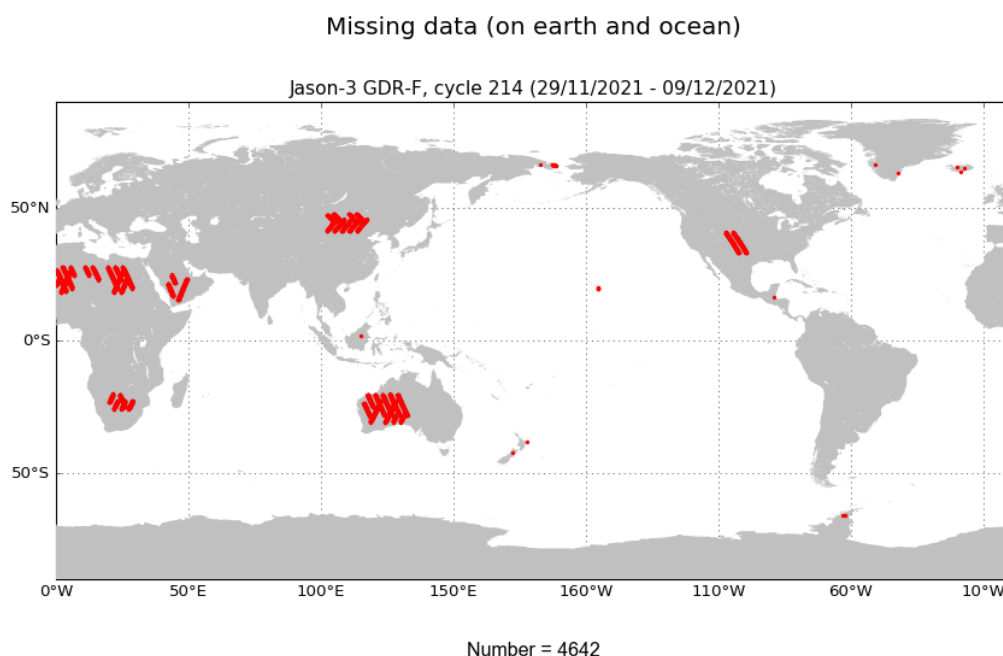 Missing data (on earth and ocean)
Jason-3 GDR-F, cycle 214 (29/11/2021 - 09/12/2021)
50°N
0°S
50°S
0°W 50°E 100°E 150°E 160°W 110°W 60°W 10°W
Number = 4642